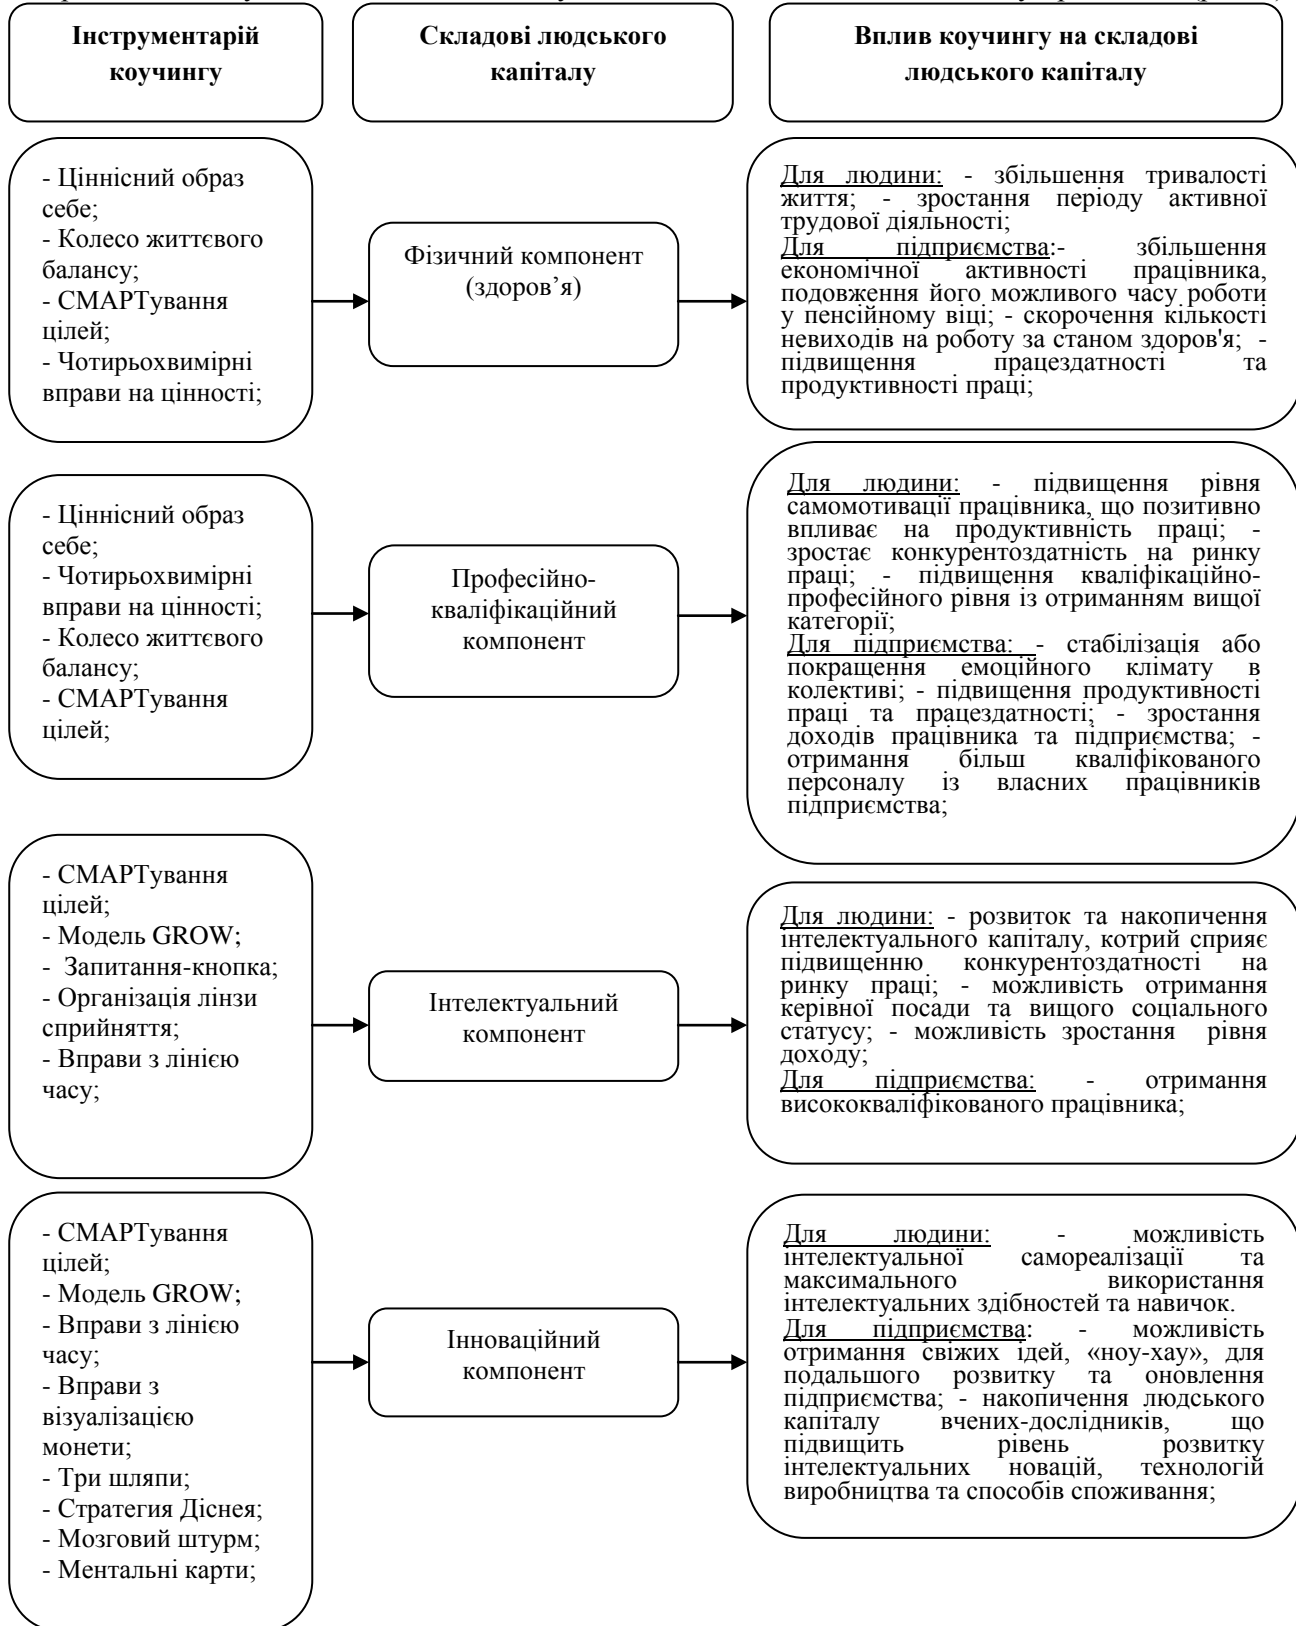 Інструментарій
коучингу
Складові людського
капіталу
Вплив коучингу на складові
людського капіталу
- Ціннісний образ
себе;
- Колесо життєвого
балансу;
- СМАРТування
цілей;
- Чотирьохвимірні
вправи на цінності;
Фізичний компонент
(здоров’я)
Для людини: - збільшення тривалості
життя; - зростання періоду активної
трудової діяльності;
Для підприємства:- збільшення
економічної активності працівника,
подовження його можливого часу роботи
у пенсійному віці; - скорочення кількості
невиходів на роботу за станом здоров'я; -
підвищення працездатності та
продуктивності праці;
- Ціннісний образ
себе;
- Чотирьохвимірні
вправи на цінності;
- Колесо життєвого
балансу;
- СМАРТування
цілей;
Професійно-
кваліфікаційний
компонент
Для людини: - підвищення рівня
самомотивації працівника, що позитивно
впливає на продуктивність праці; -
зростає конкурентоздатність на ринку
праці; - підвищення кваліфікаційно-
професійного рівня із отриманням вищої
категорії;
Для підприємства: - стабілізація або
покращення емоційного клімату в
колективі; - підвищення продуктивності
праці та працездатності; - зростання
доходів працівника та підприємства; -
отримання більш кваліфікованого
персоналу із власних працівників
підприємства;
- СМАРТування
цілей;
- Модель GROW;
- Запитання-кнопка;
- Організація лінзи
сприйняття;
- Вправи з лінією
часу;
Інтелектуальний
компонент
Для людини: - розвиток та накопичення
інтелектуального капіталу, котрий сприяє
підвищенню конкурентоздатності на
ринку праці; - можливість отримання
керівної посади та вищого соціального
статусу; - можливість зростання рівня
доходу;
Для підприємства: - отримання
висококваліфікованого працівника;
- СМАРТування
цілей;
- Модель GROW;
- Вправи з лінією
часу;
- Вправи з
візуалізацією
монети;
- Три шляпи;
- Стратегия Діснея;
- Мозговий штурм;
- Ментальні карти;
Інноваційний
компонент
Для людини: - можливість
інтелектуальної самореалізації та
максимального використання
інтелектуальних здібностей та навичок.
Для підприємства: - можливість
отримання свіжих ідей, «ноу-хау», для
подальшого розвитку та оновлення
підприємства; - накопичення людського
капіталу вчених-дослідників, що
підвищить рівень розвитку
інтелектуальних новацій, технологій
виробництва та способів споживання;